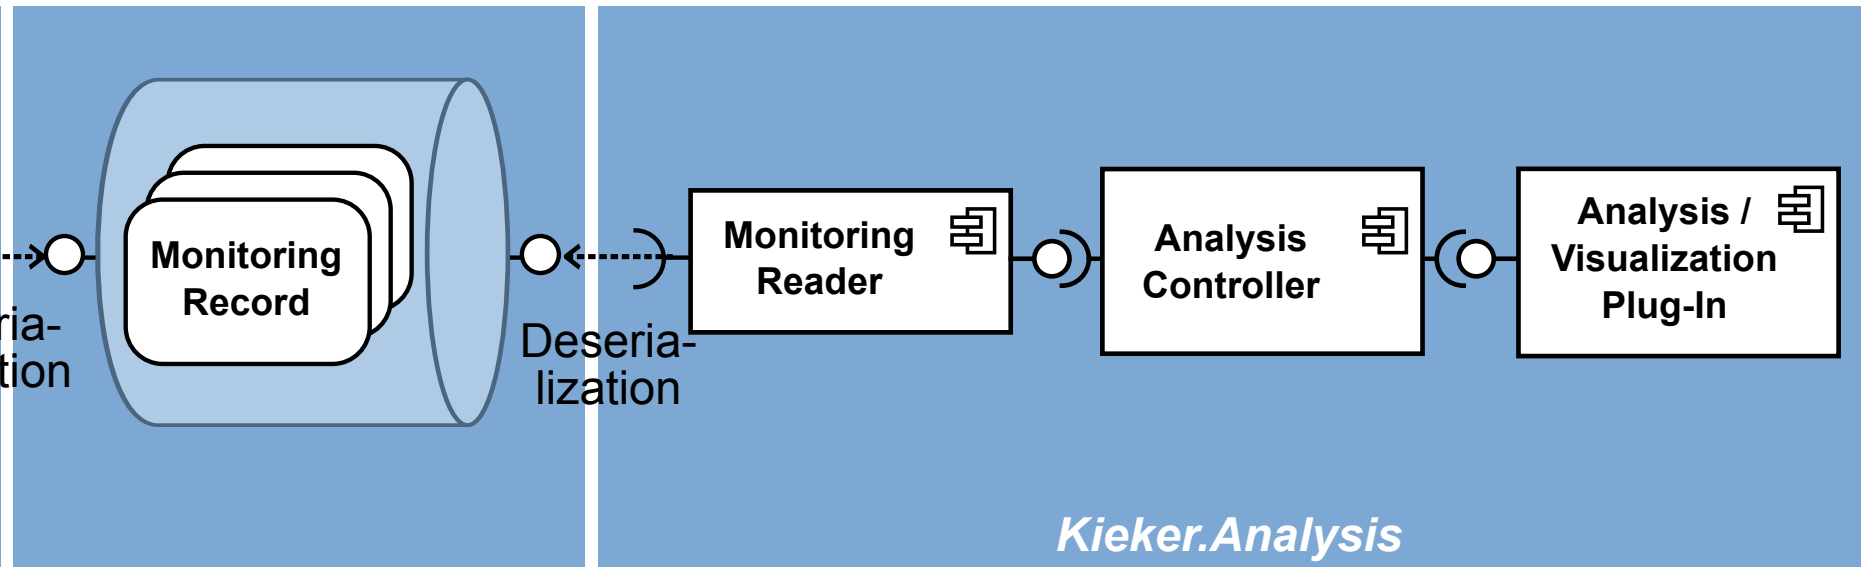 Monitoring
Record
ria-
tion
Deseria-
lization
Monitoring
Reader
Analysis
Controller
Analysis /
Visualization
Plug-In
Kieker.Analysis